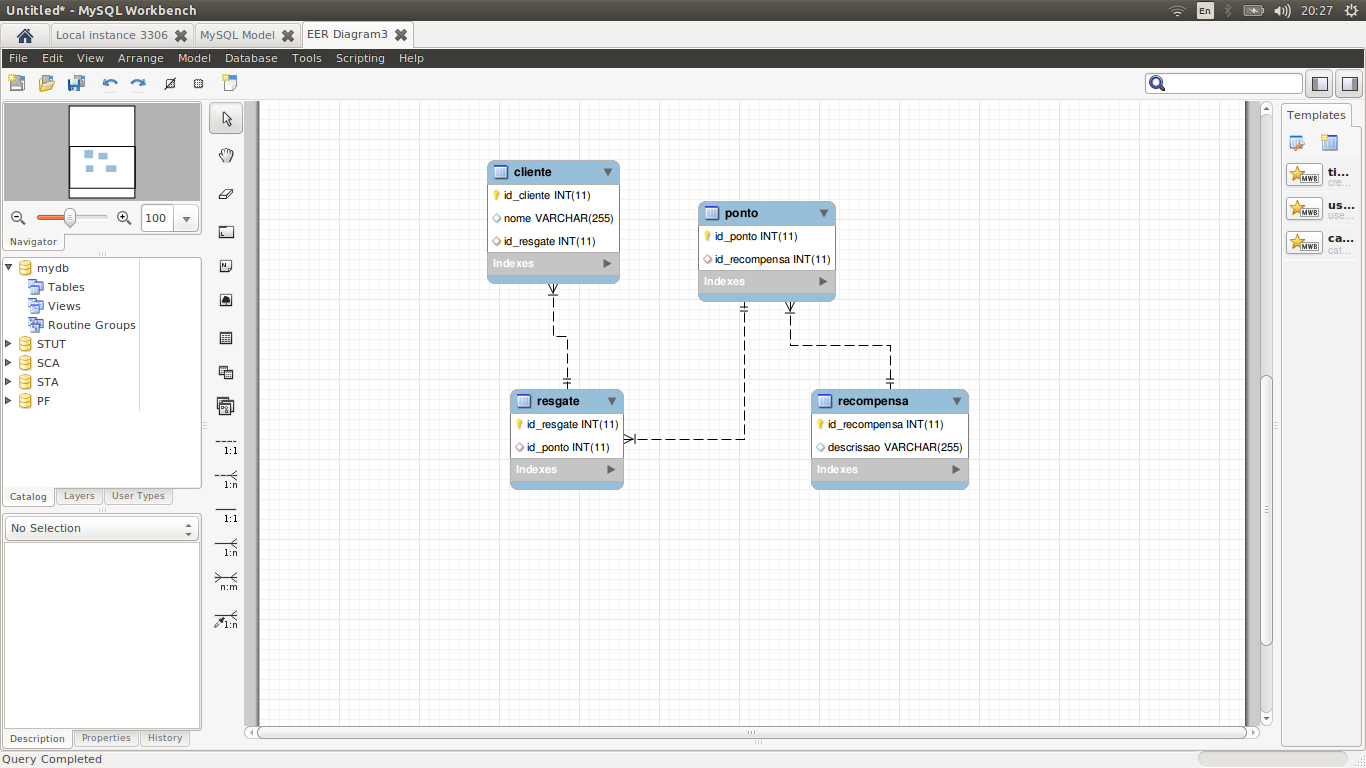 Untitled* - MySQL Workbench
En
20:27
Local instance 3306
MySQL Model
EER Diagram3
File Edit View Arrange Model Database Tools Scripting Help
100
Navigator
mydb
Tables
Views
Routine Groups
STUT
SCA
STA
PF
Catalog Layers User Types
No Selection
Description Properties History
Query Completed
1:1
1:n
1:1
1:n
n:m
1:n
cliente
id_cliente INT(11)
nome VARCHAR(255)
id_resgate INT(11)
Indexes
ponto
id_ponto INT(11)
id_recompensa INT(11)
Indexes
resgate
id_resgate INT(11)
id_ponto INT(11)
Indexes
recompensa
id_recompensa INT(11)
descrissao VARCHAR(255)
Indexes
Templates
MWB
ti...
cre...
MWB
us...
use...
MWB
ca...
cat...